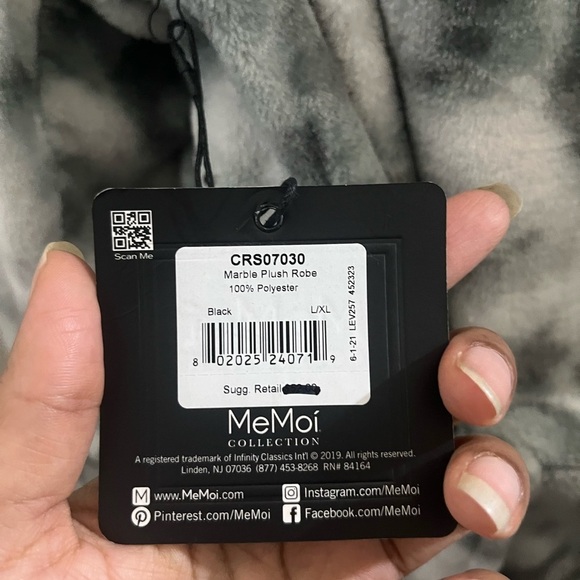 Scan Me
CRS07030
Marble Plush Robe
100% Polyester
Black L/XL
8 02025 24071 9
6-1-21 LEV257 452323
Sugg. Retail
MeMoí
COLLECTION
A registered trademark of Infinity Classics Int'l © 2019. All rights reserved.
Linden, NJ 07036 (877) 453-8268 RN# 84164
M www.MeMoi.com
Instagram.com/MeMoi
Pinterest.com/MeMoi
Facebook.com/MeMoi